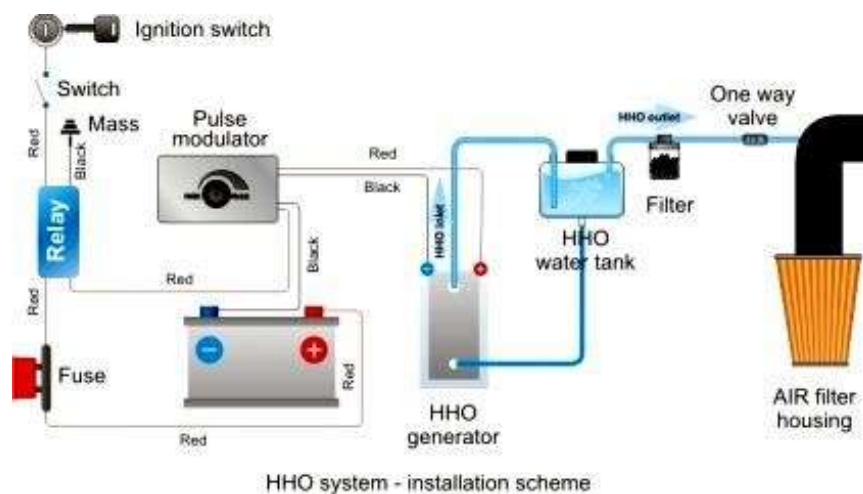 Ignition switch
Switch
Mass
Red
Black
Relay
Red
Red
Fuse
Red
Red
Pulse
modulator
Black
Red
Black
HHO inlet
HHO
generator
HHO
water tank
HHO outlet
Filter
One way
valve
AIR filter
housing
HHO system - installation scheme